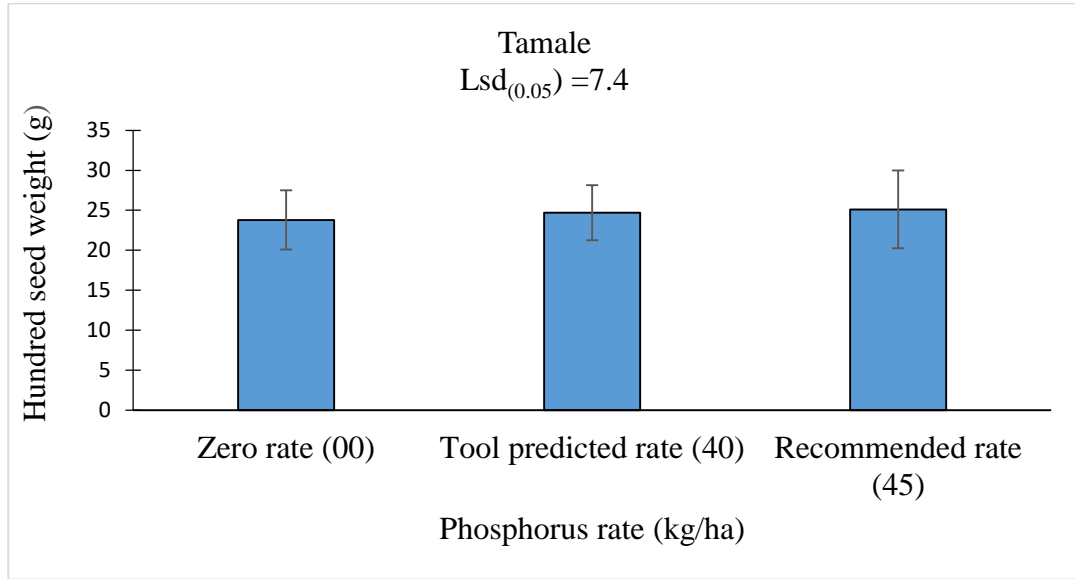 Tamale
Lsd(0.05) =7.4
Hundred seed weight (g)
35
30
25
20
15
10
5
0
Zero rate (00)
Tool predicted rate (40)
Recommended rate
(45)
Phosphorus rate (kg/ha)